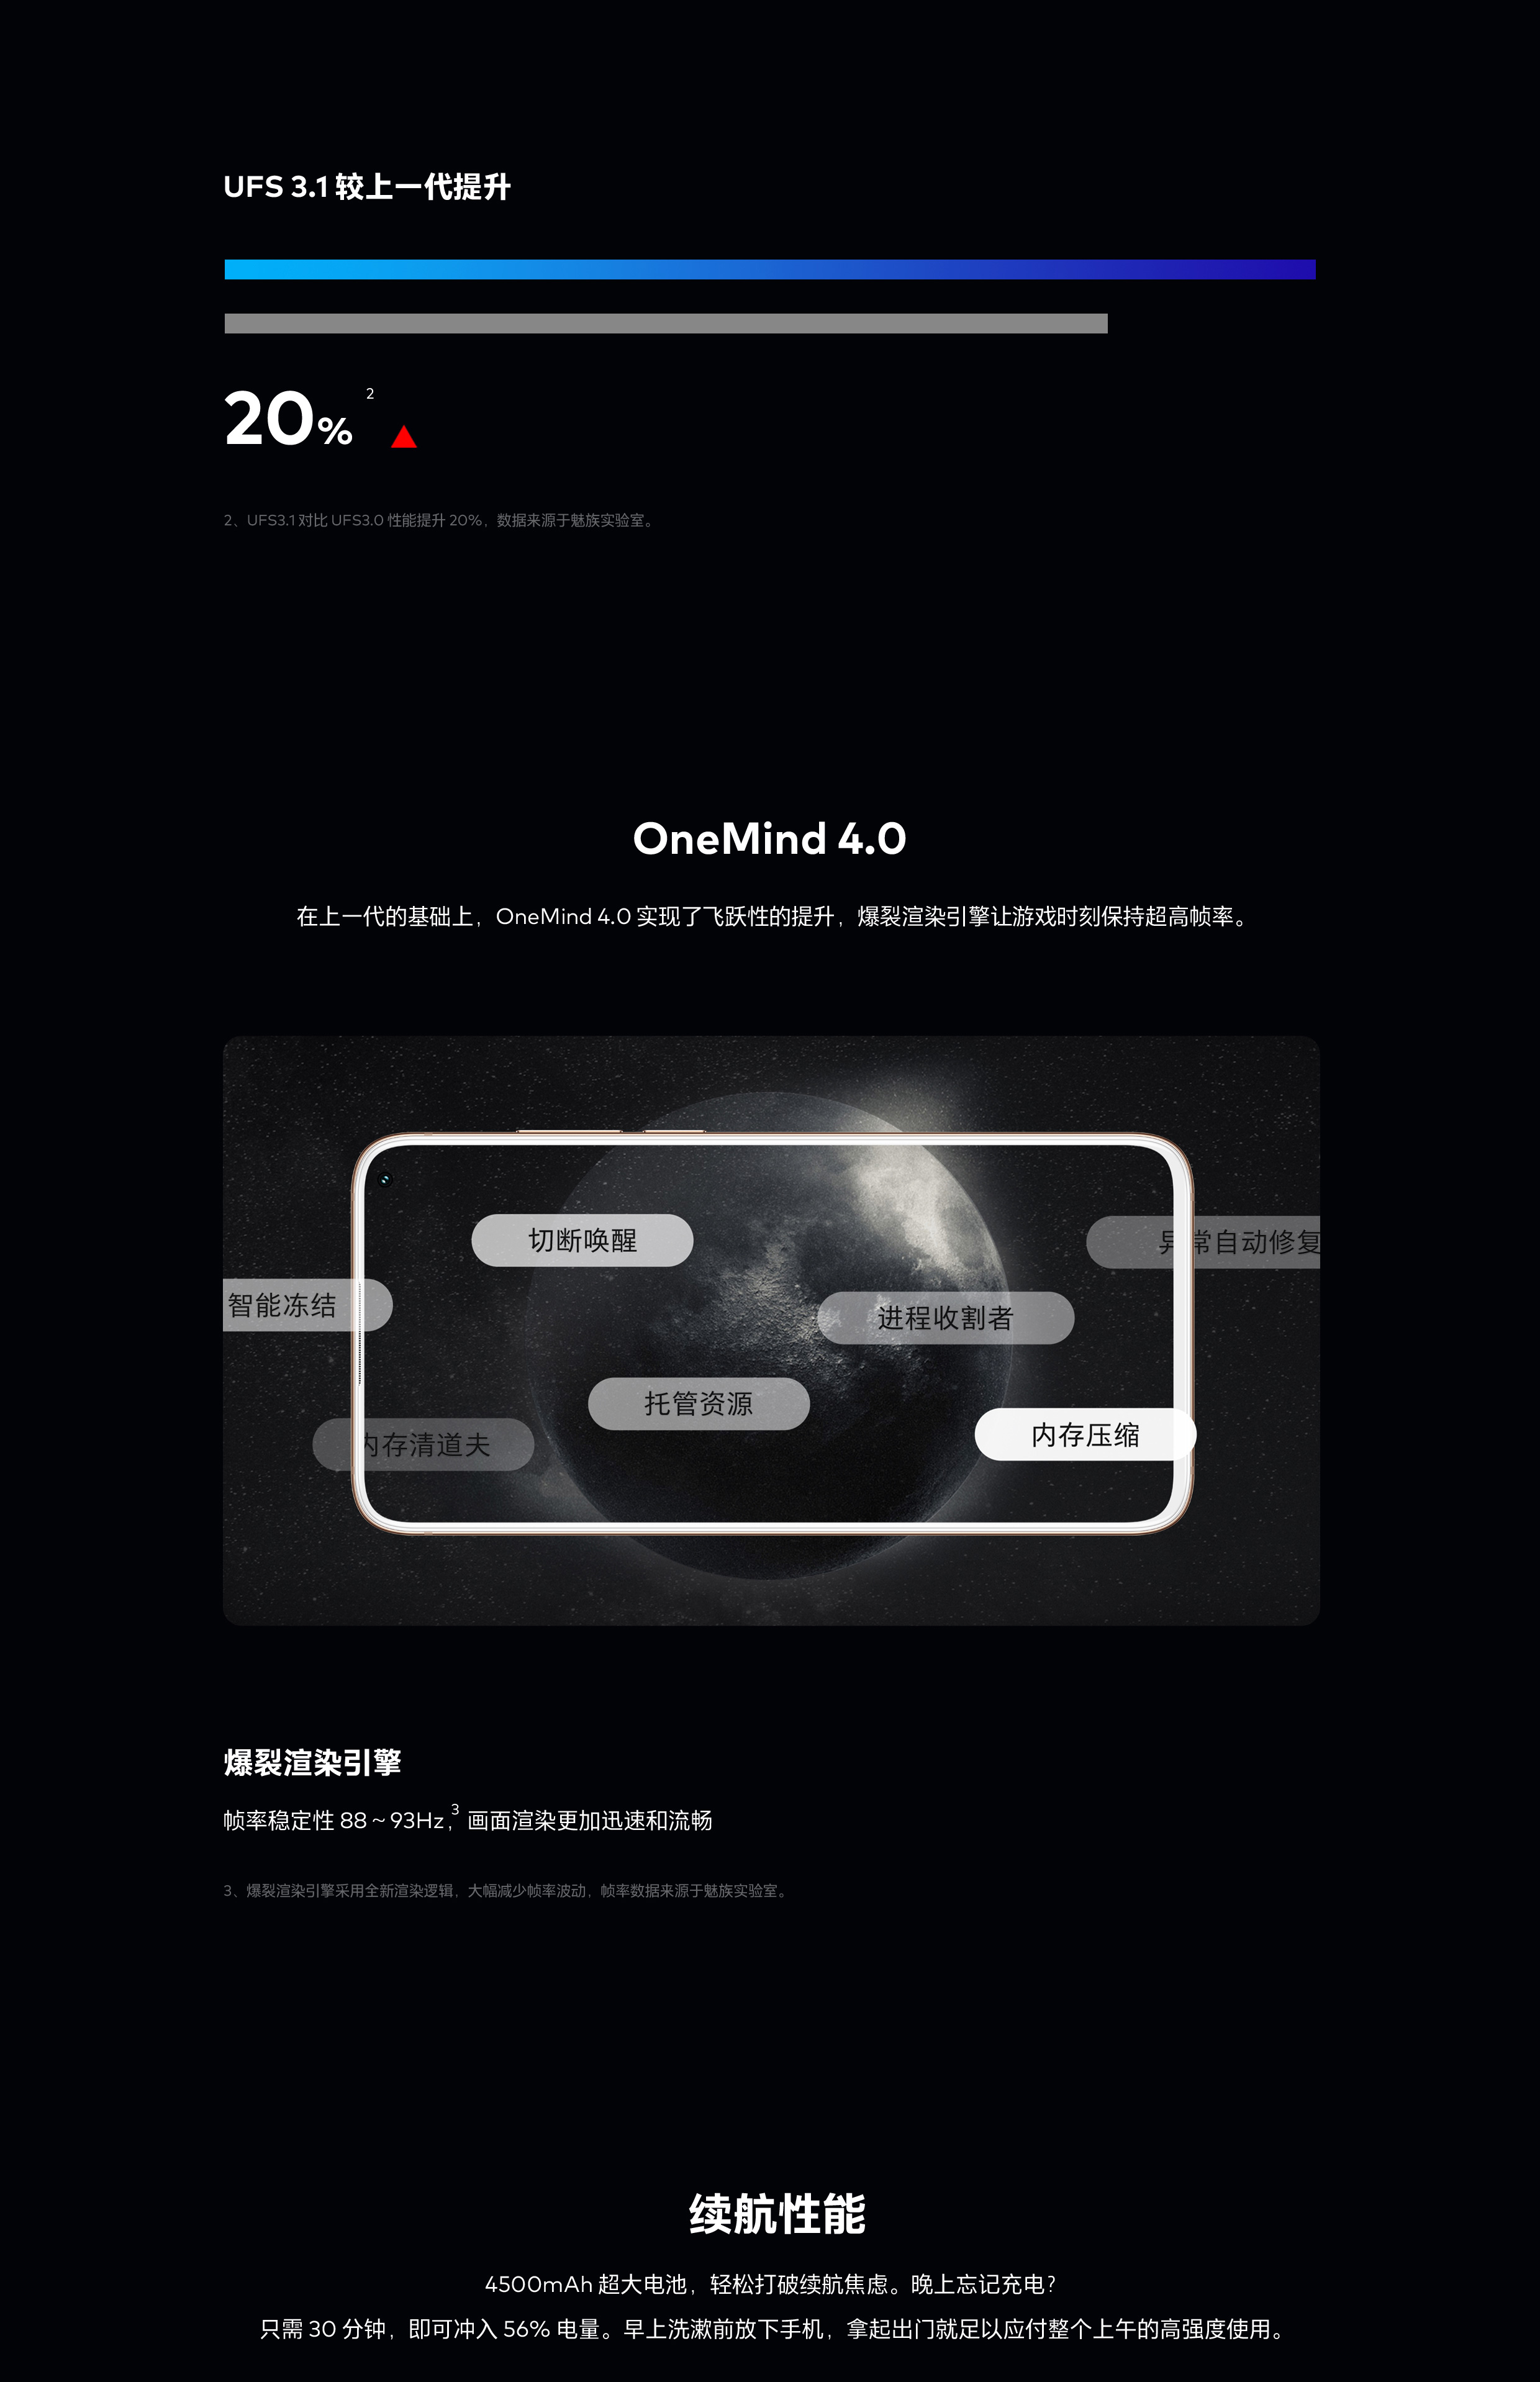 UFS 3.1 较上一代提升
20% 2
2、UFS3.1 对比 UFS3.0 性能提升 20%，数据来源于魅族实验室。
OneMind 4.0
在上一代的基础上，OneMind 4.0 实现了飞跃性的提升，爆裂渲染引擎让游戏时刻保持超高帧率。
切断唤醒
异常自动修复
智能冻结
进程收割者
托管资源
内存压缩
内存清道夫
爆裂渲染引擎
帧率稳定性 88～93Hz，3 画面渲染更加迅速和流畅
3、爆裂渲染引擎采用全新渲染逻辑，大幅减少帧率波动，帧率数据来源于魅族实验室。
续航性能
4500mAh 超大电池，轻松打破续航焦虑。晚上忘记充电？
只需 30 分钟，即可冲入 56% 电量。早上洗漱前放下手机，拿起出门就足以应付整个上午的高强度使用。